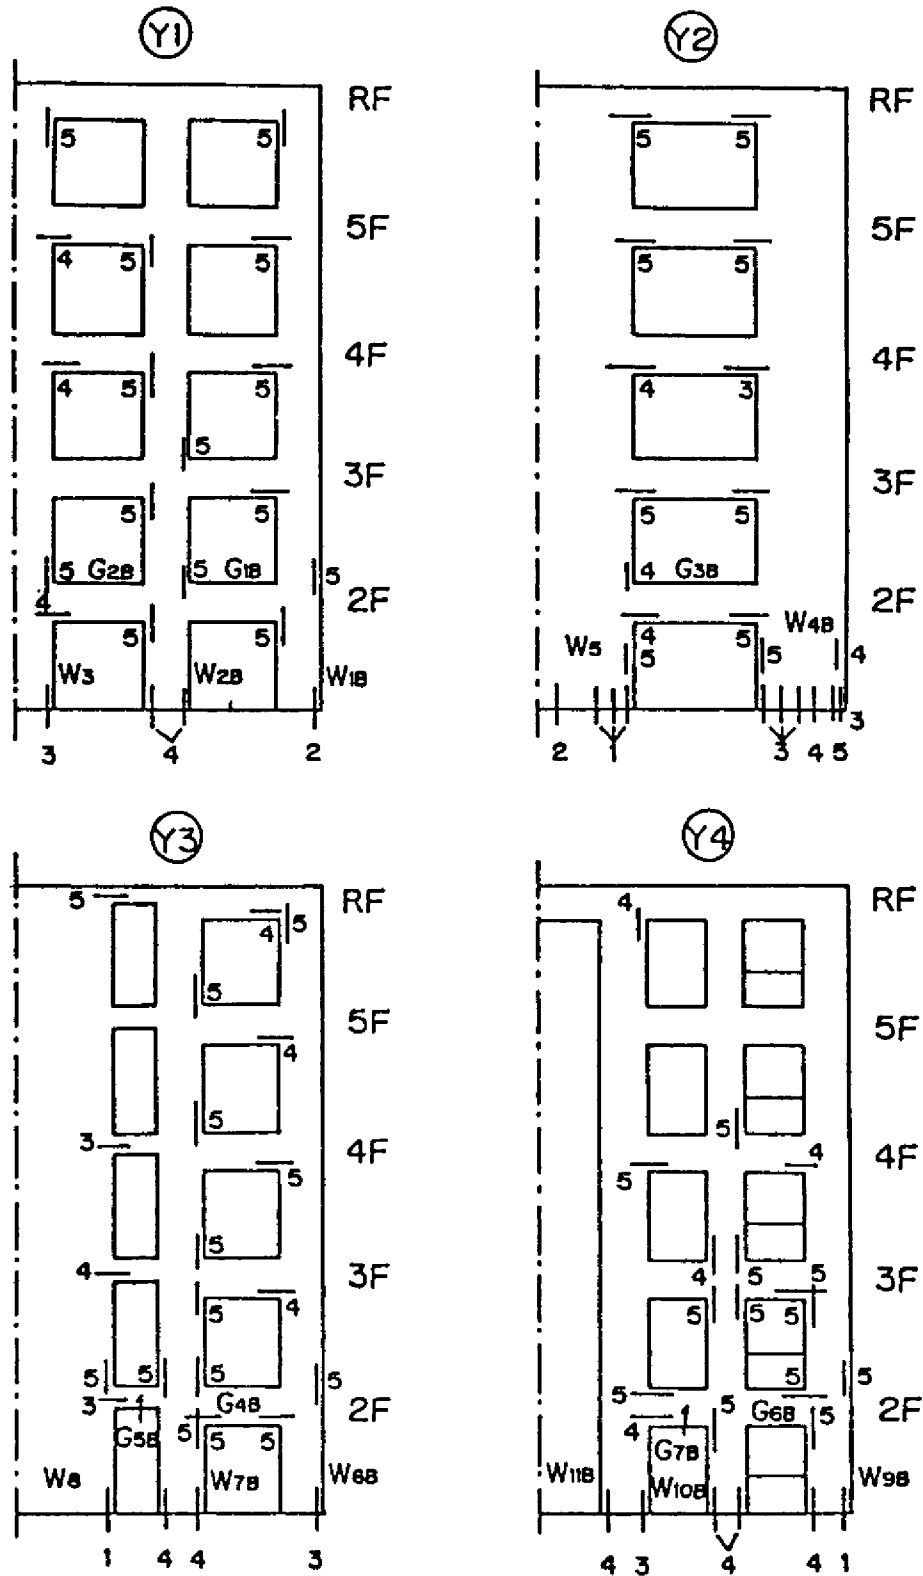 Y1
RF
5 5
5F
4 5 5
4F
4 5 5
5
3F
5 5
5 G2B 5 G1B 5
2F
4
5 5
W3 W2B W1B
3 4 2
Y2
RF
5 5
5F
5 5
4F
4 3
3F
5 5
4 G3B
2F
W5 4 5 W4B
5 5 4
3
2 1 3 4 5
Y3
RF
5 5
4
5
5F
4
5
4F
3
5
5
3F
4
5 4
5 5 5 5
3 G4B
2F
G5B 5 5 5
W8 W7B W6B
1 4 4 3
Y4
RF
4
5F
5
4F
5 4
3F
4 5 5
5 5 5
5 5
5 5 G6B 5
2F
4 G7B
W11B W10B W9B
4 3 4 4 1